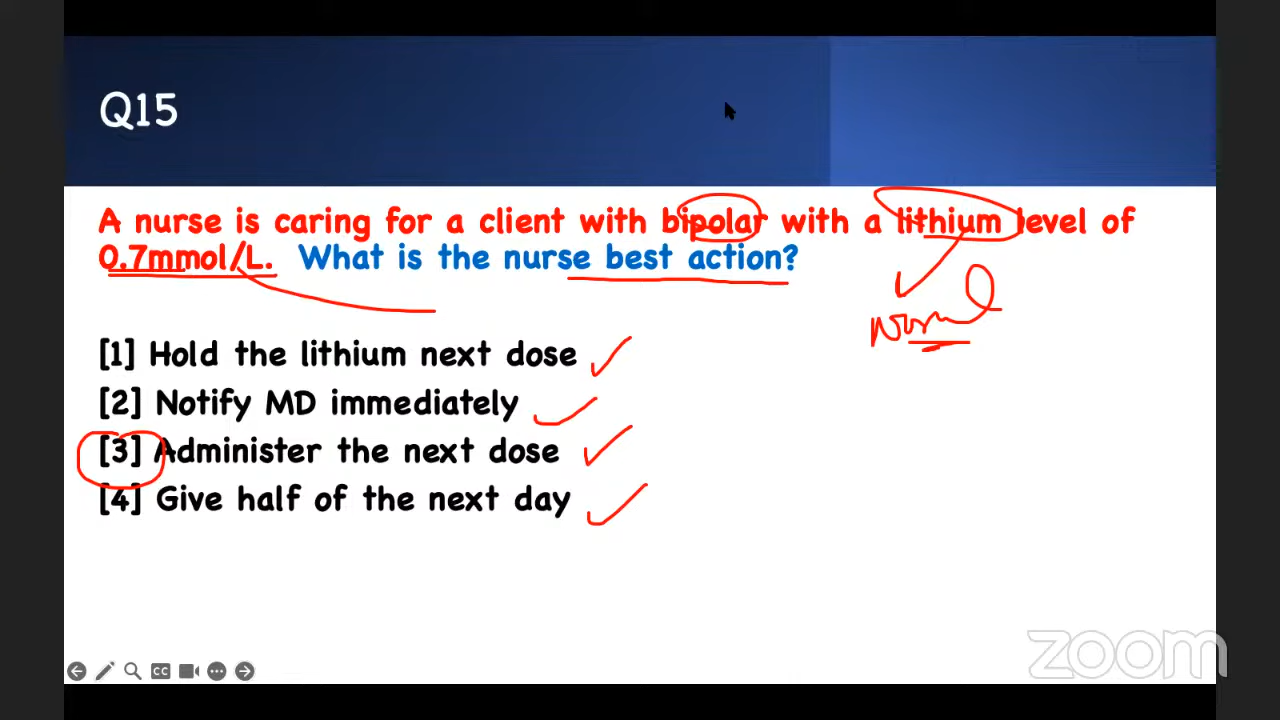 Q15
A nurse is caring for a client with bipolar with a lithium level of
0.7mmol/L. What is the nurse best action?
Normal
[1] Hold the lithium next dose
[2] Notify MD immediately
[3] Administer the next dose
[4] Give half of the next day
CC
zoom